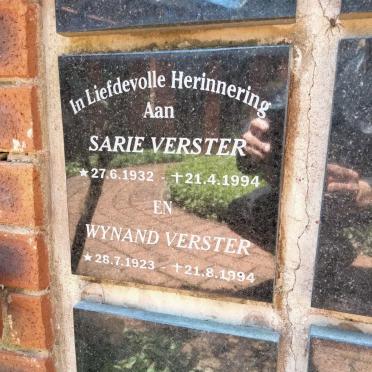 In Liefdevolle Herinnering
Aan
SARIE VERSTER
★27.6.1932 - ✝21.4.1994
EN
WYNAND VERSTER
★28.7.1923 - ✝21.8.1994